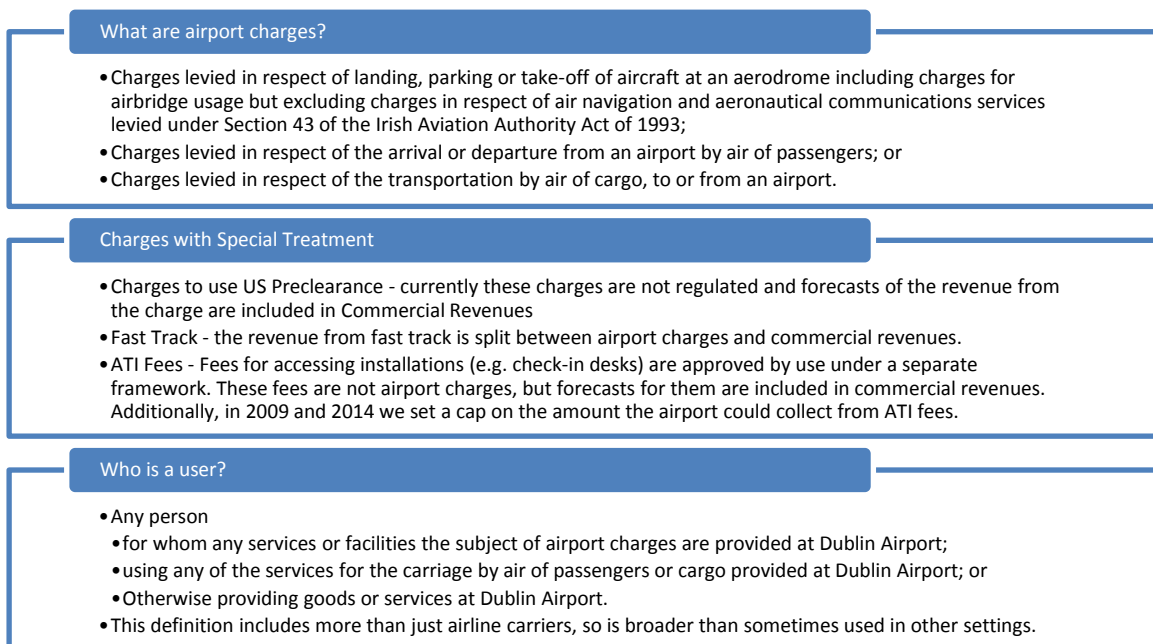 What are airport charges?
•Charges levied in respect of landing, parking or take-off of aircraft at an aerodrome including charges for
airbridge usage but excluding charges in respect of air navigation and aeronautical communications services
levied under Section 43 of the Irish Aviation Authority Act of 1993;
•Charges levied in respect of the arrival or departure from an airport by air of passengers; or
•Charges levied in respect of the transportation by air of cargo, to or from an airport.
Charges with Special Treatment
•Charges to use US Preclearance - currently these charges are not regulated and forecasts of the revenue from
the charge are included in Commercial Revenues
•Fast Track - the revenue from fast track is split between airport charges and commercial revenues.
•ATI Fees - Fees for accessing installations (e.g. check-in desks) are approved by use under a separate
framework. These fees are not airport charges, but forecasts for them are included in commercial revenues.
Additionally, in 2009 and 2014 we set a cap on the amount the airport could collect from ATI fees.
Who is a user?
•Any person
•for whom any services or facilities the subject of airport charges are provided at Dublin Airport;
•using any of the services for the carriage by air of passengers or cargo provided at Dublin Airport; or
•Otherwise providing goods or services at Dublin Airport.
•This definition includes more than just airline carriers, so is broader than sometimes used in other settings.